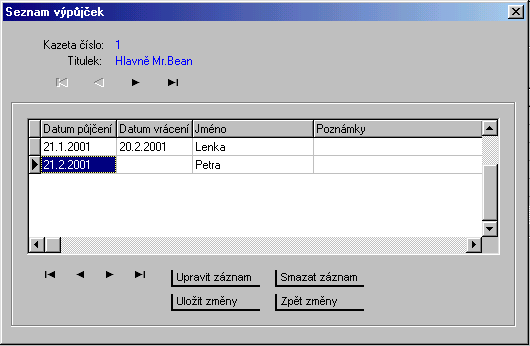 Seznam výpůjček
Kazeta číslo: 1
Titulek: Hlavně Mr.Bean
Datum půjčení Datum vrácení Jméno Poznámky
21.1.2001 20.2.2001 Lenka
21.2.2001 Petra
Upravit záznam Smazat záznam
Uložit změny Zpět změny